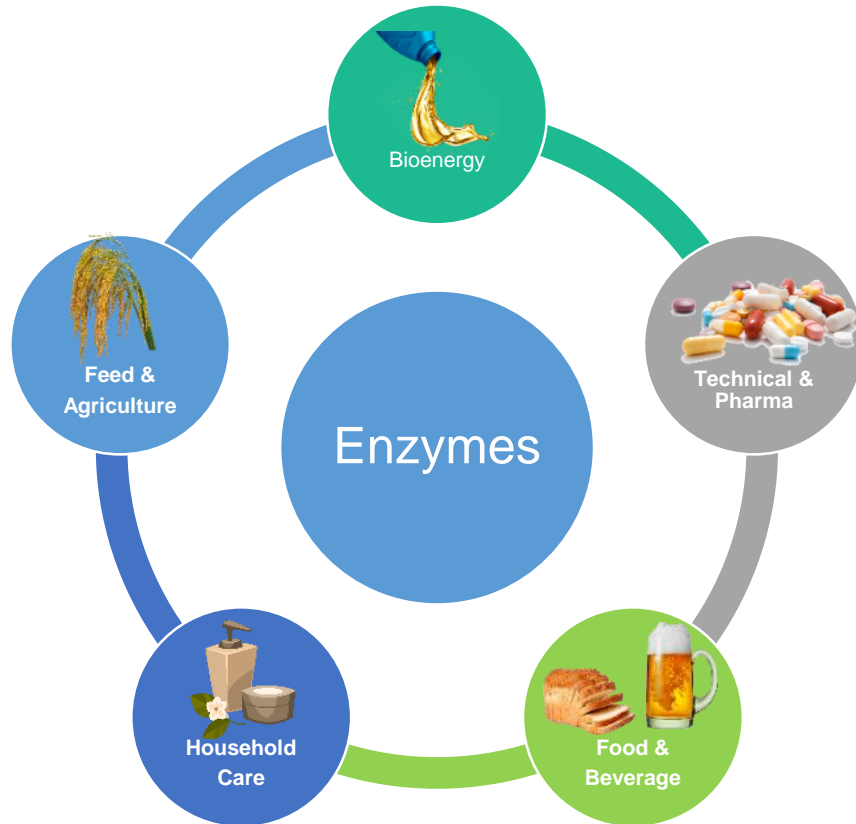 Bioenergy
Technical &
Pharma
Food &
Beverage
Household
Care
Feed &
Agriculture
Enzymes